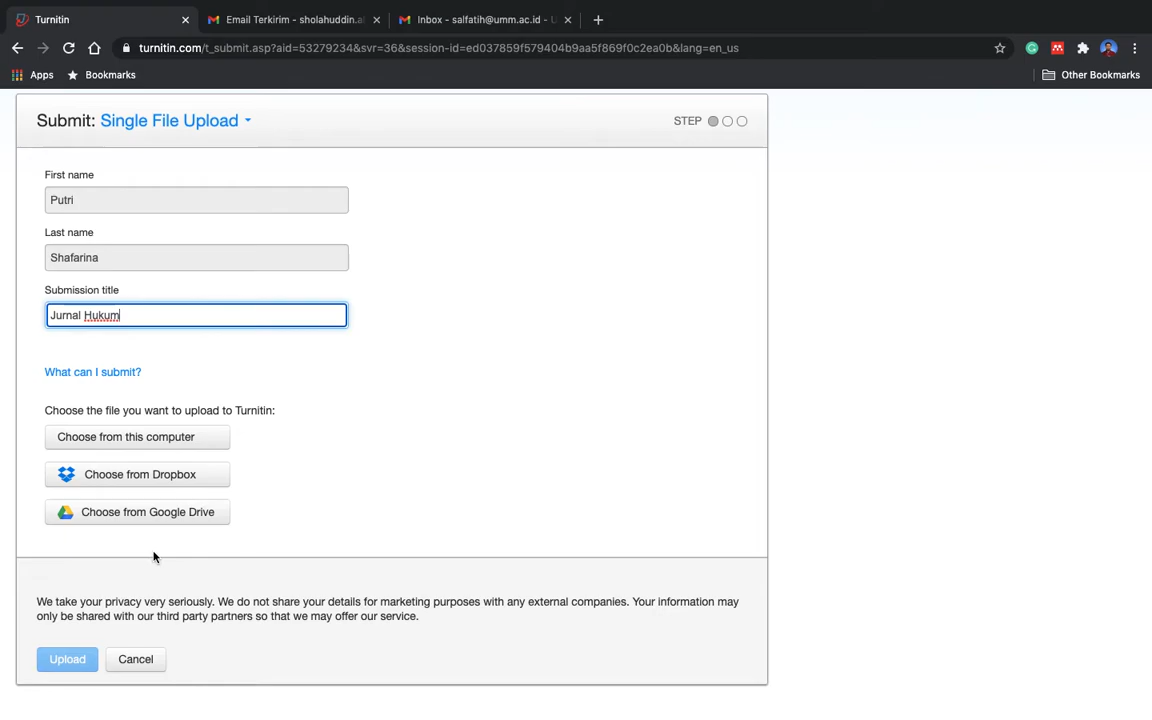 Turnitin
Email Terkirim - sholahuddin.al
Inbox - salfatih@umm.ac.id - U
turnitin.com/t_submit.asp?aid=53279234&svr=36&session-id=ed037859f579404b9aa5f869f0c2ea0b&lang=en_us
Apps
Bookmarks
Other Bookmarks
Submit: Single File Upload
STEP
First name
Putri
Last name
Shafarina
Submission title
Jurnal Hukum
What can I submit?
Choose the file you want to upload to Turnitin:
Choose from this computer
Choose from Dropbox
Choose from Google Drive
We take your privacy very seriously. We do not share your details for marketing purposes with any external companies. Your information may
only be shared with our third party partners so that we may offer our service.
Upload
Cancel